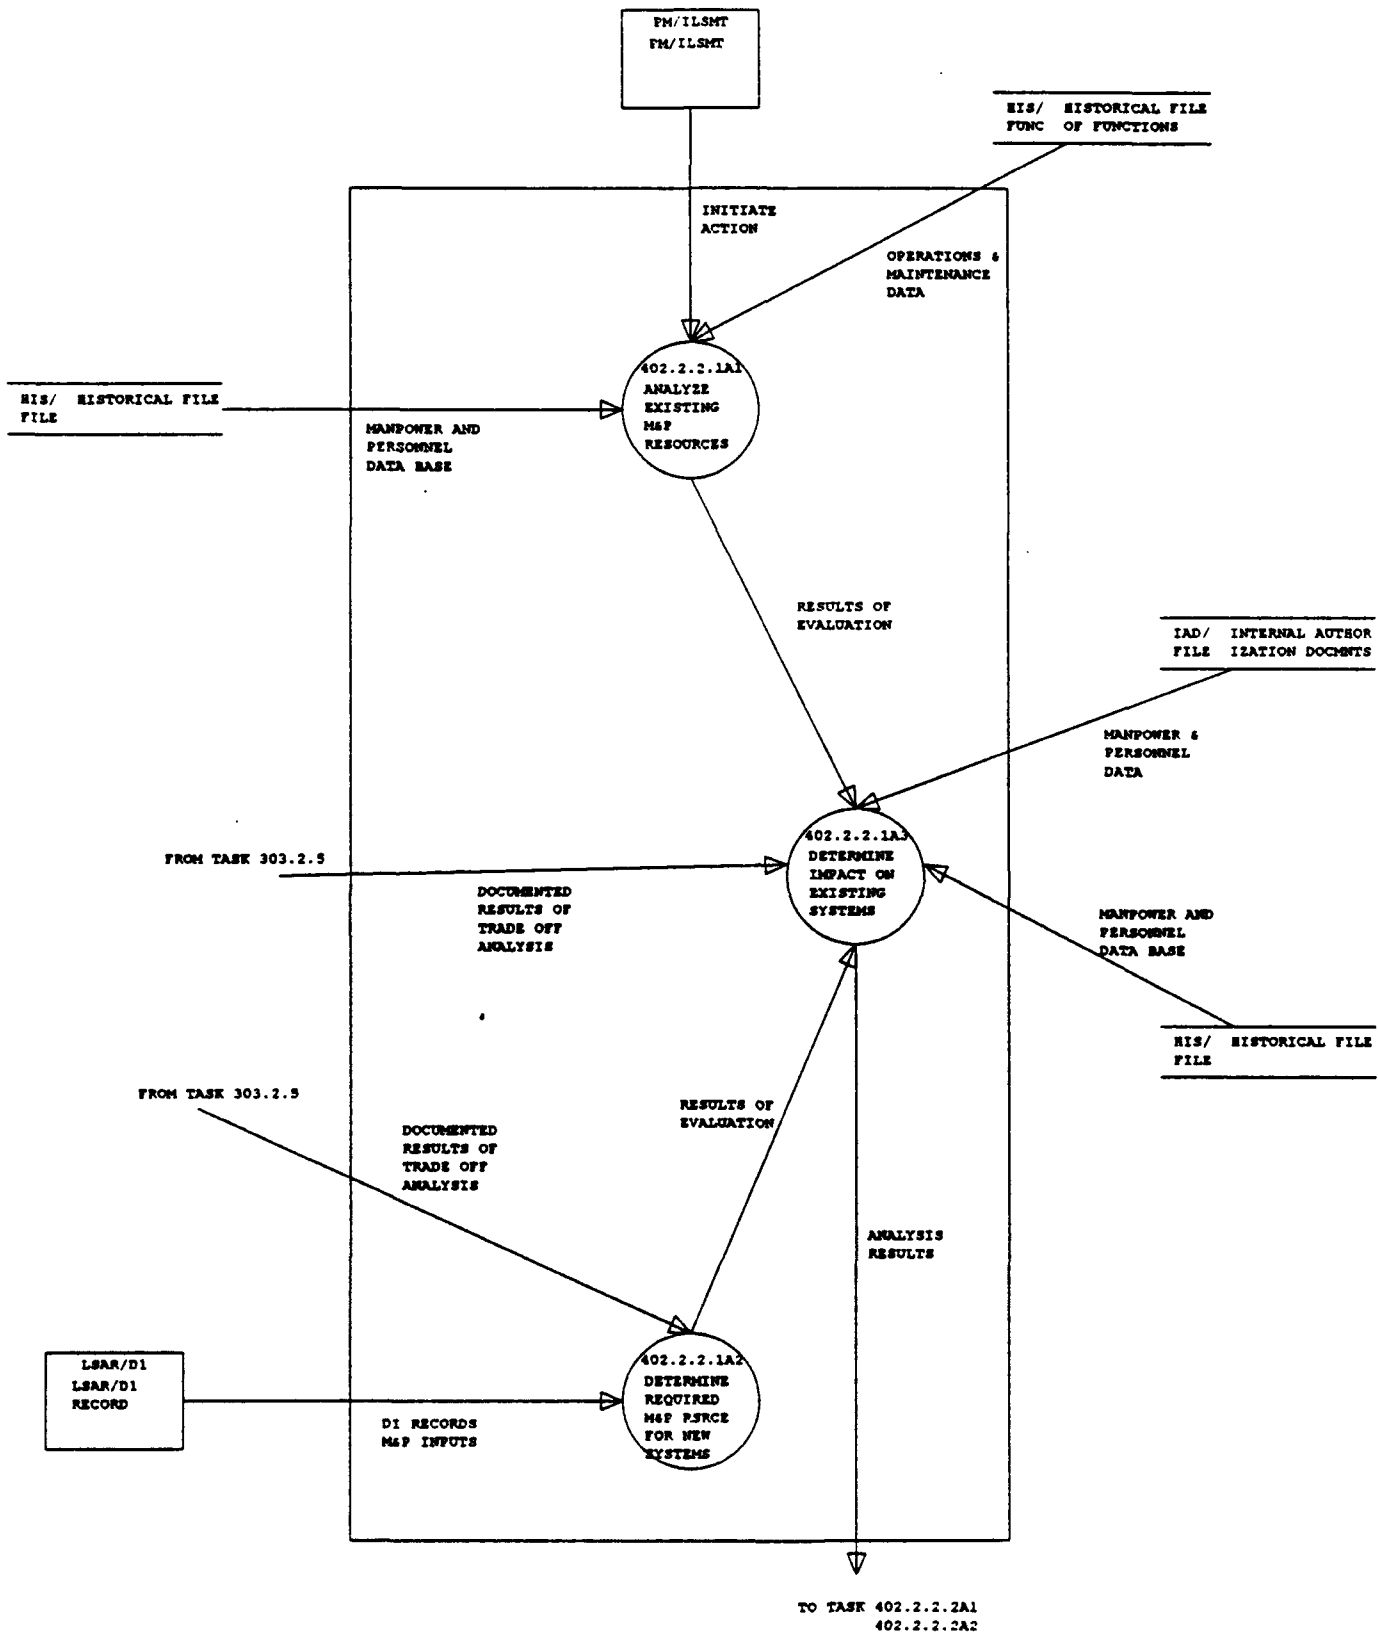 PM/ILSMT
PM/ILSMT
HIS/ HISTORICAL FILE
FUNC OF FUNCTIONS
INITIATE
ACTION
OPERATIONS &
MAINTENANCE
DATA
402.2.2.1A1
ANALYZE
EXISTING
M&P
RESOURCES
HIS/ HISTORICAL FILE
FILE
MANPOWER AND
PERSONNEL
DATA BASE
RESULTS OF
EVALUATION
IAD/ INTERNAL AUTHOR
FILE IZATION DOCMNTS
MANPOWER &
PERSONNEL
DATA
402.2.2.1A3
DETERMINE
IMPACT ON
EXISTING
SYSTEMS
FROM TASK 303.2.5
DOCUMENTED
RESULTS OF
TRADE OFF
ANALYSIS
MANPOWER AND
PERSONNEL
DATA BASE
HIS/ HISTORICAL FILE
FILE
FROM TASK 303.2.5
DOCUMENTED
RESULTS OF
TRADE OFF
ANALYSIS
RESULTS OF
EVALUATION
ANALYSIS
RESULTS
LSAR/D1
LSAR/D1
RECORD
DI RECORDS
M&P INPUTS
402.2.2.1A2
DETERMINE
REQUIRED
M&P RSRCE
FOR NEW
SYSTEMS
TO TASK 402.2.2.2A1
402.2.2.2A2